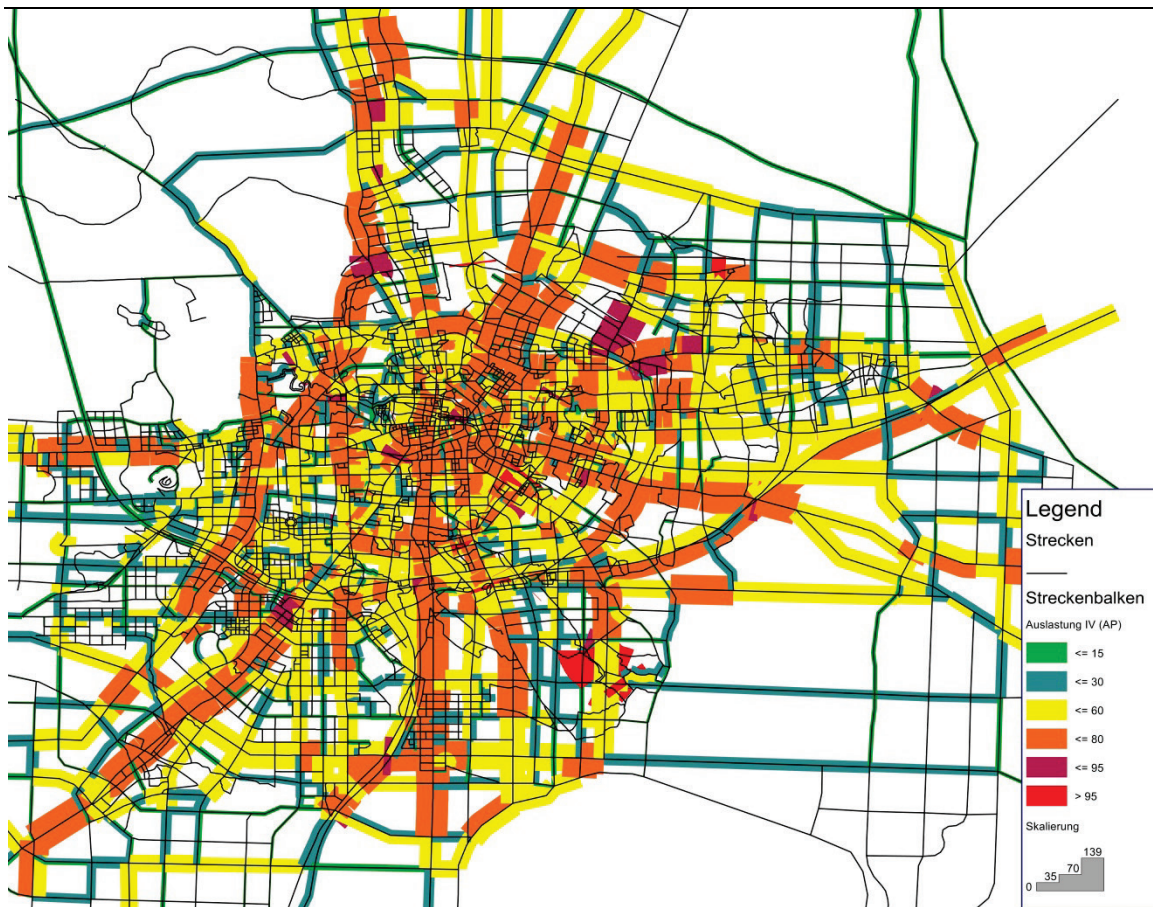 Legend
Strecken
Streckenbalken
Auslastung IV (AP)
<= 15
<= 30
<= 60
<= 80
<= 95
> 95
Skalierung
0 35 70 139